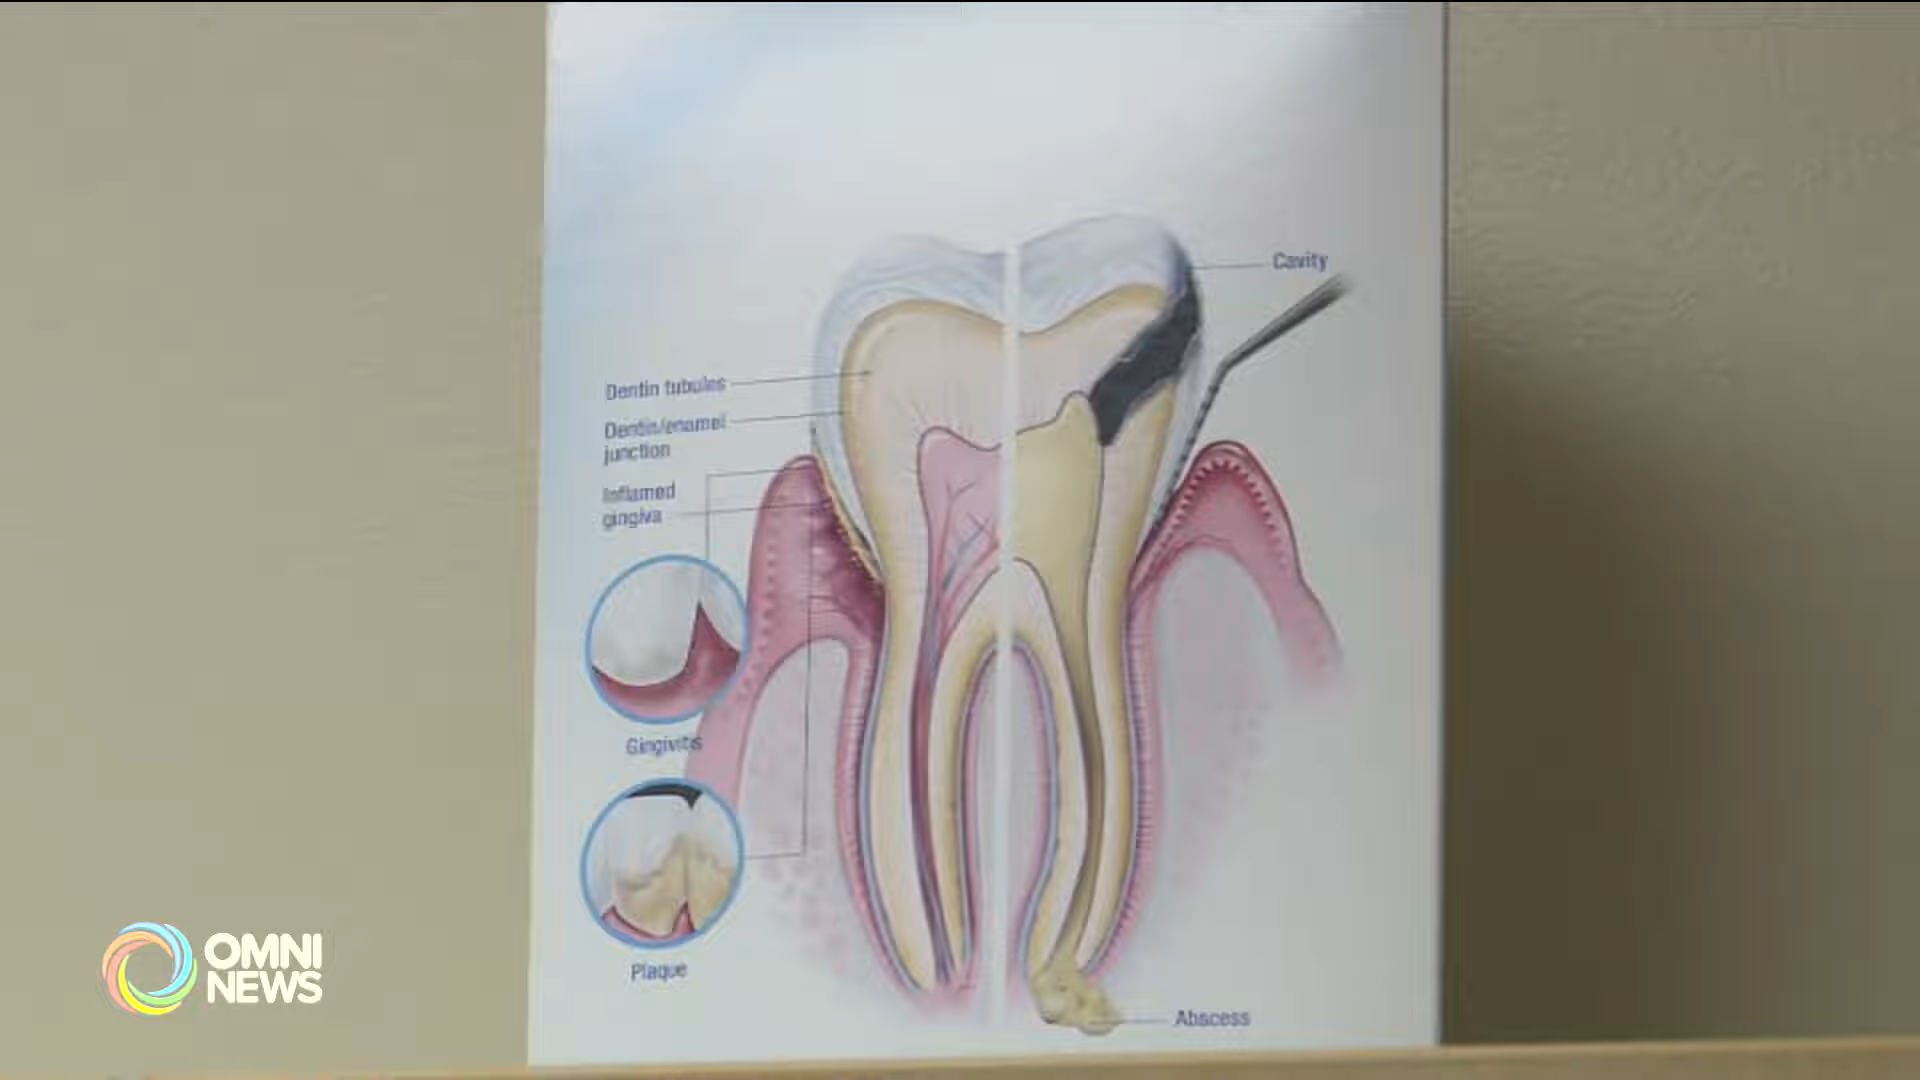 Cavity
Dentin tubules
Dentin/enamel
junction
Inflamed
gingiva
Gingivitis
Plaque
Abscess
OMNI
NEWS